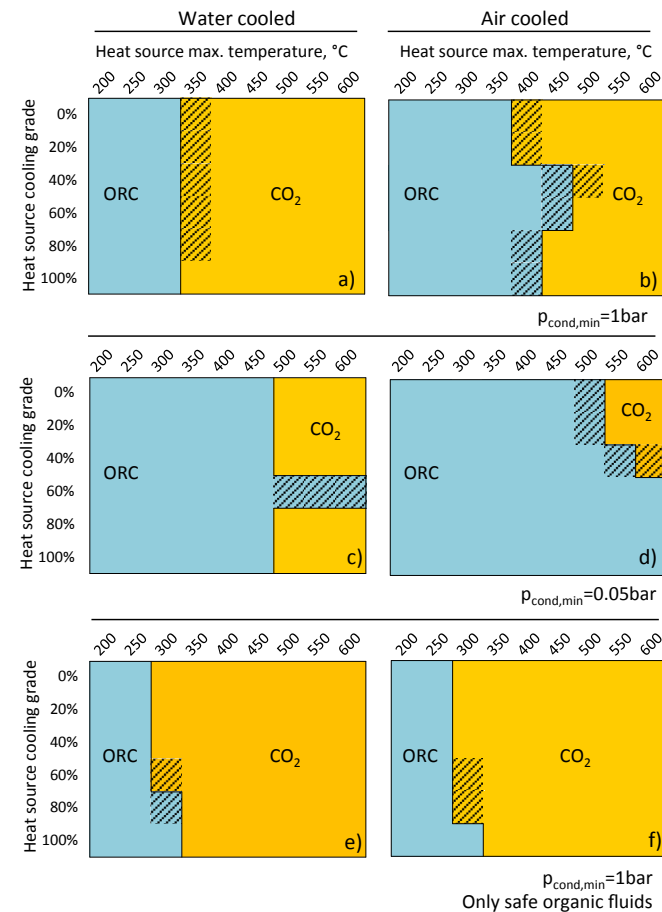 Water cooled
Air cooled
Heat source max. temperature, °C
Heat source max. temperature, °C
200 250 300 350 400 450 500 550 600
200 250 300 350 400 450 500 550 600
Heat source cooling grade
0%
20%
40%
60%
80%
100%
ORC
CO₂
a)
ORC
CO₂
b)
p_cond,min=1bar
200 250 300 350 400 450 500 550 600
200 250 300 350 400 450 500 550 600
Heat source cooling grade
0%
20%
40%
60%
80%
100%
ORC
CO₂
c)
ORC
CO₂
d)
p_cond,min=0.05bar
200 250 300 350 400 450 500 550 600
200 250 300 350 400 450 500 550 600
Heat source cooling grade
0%
20%
40%
60%
80%
100%
ORC
CO₂
e)
ORC
CO₂
f)
p_cond,min=1bar
Only safe organic fluids